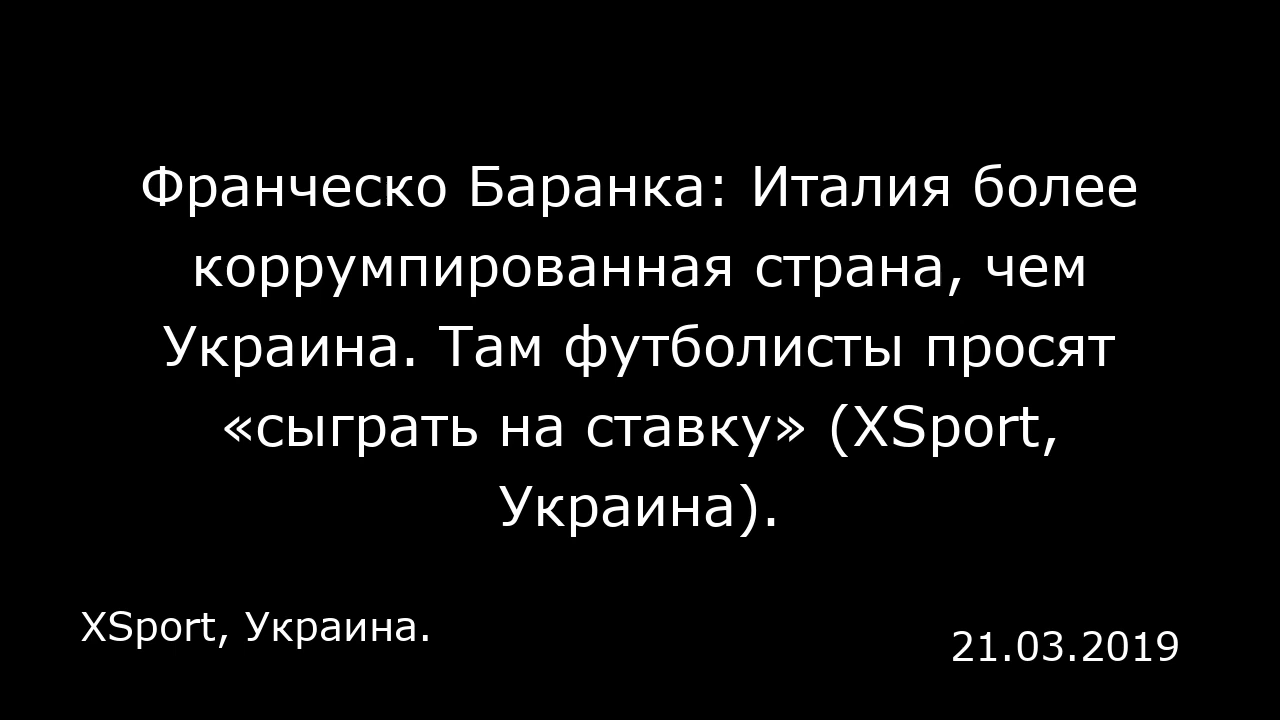 Франческо Баранка: Италия более
коррумпированная страна, чем
Украина. Там футболисты просят
«сыграть на ставку» (XSport,
Украина).
XSport, Украина.
21.03.2019